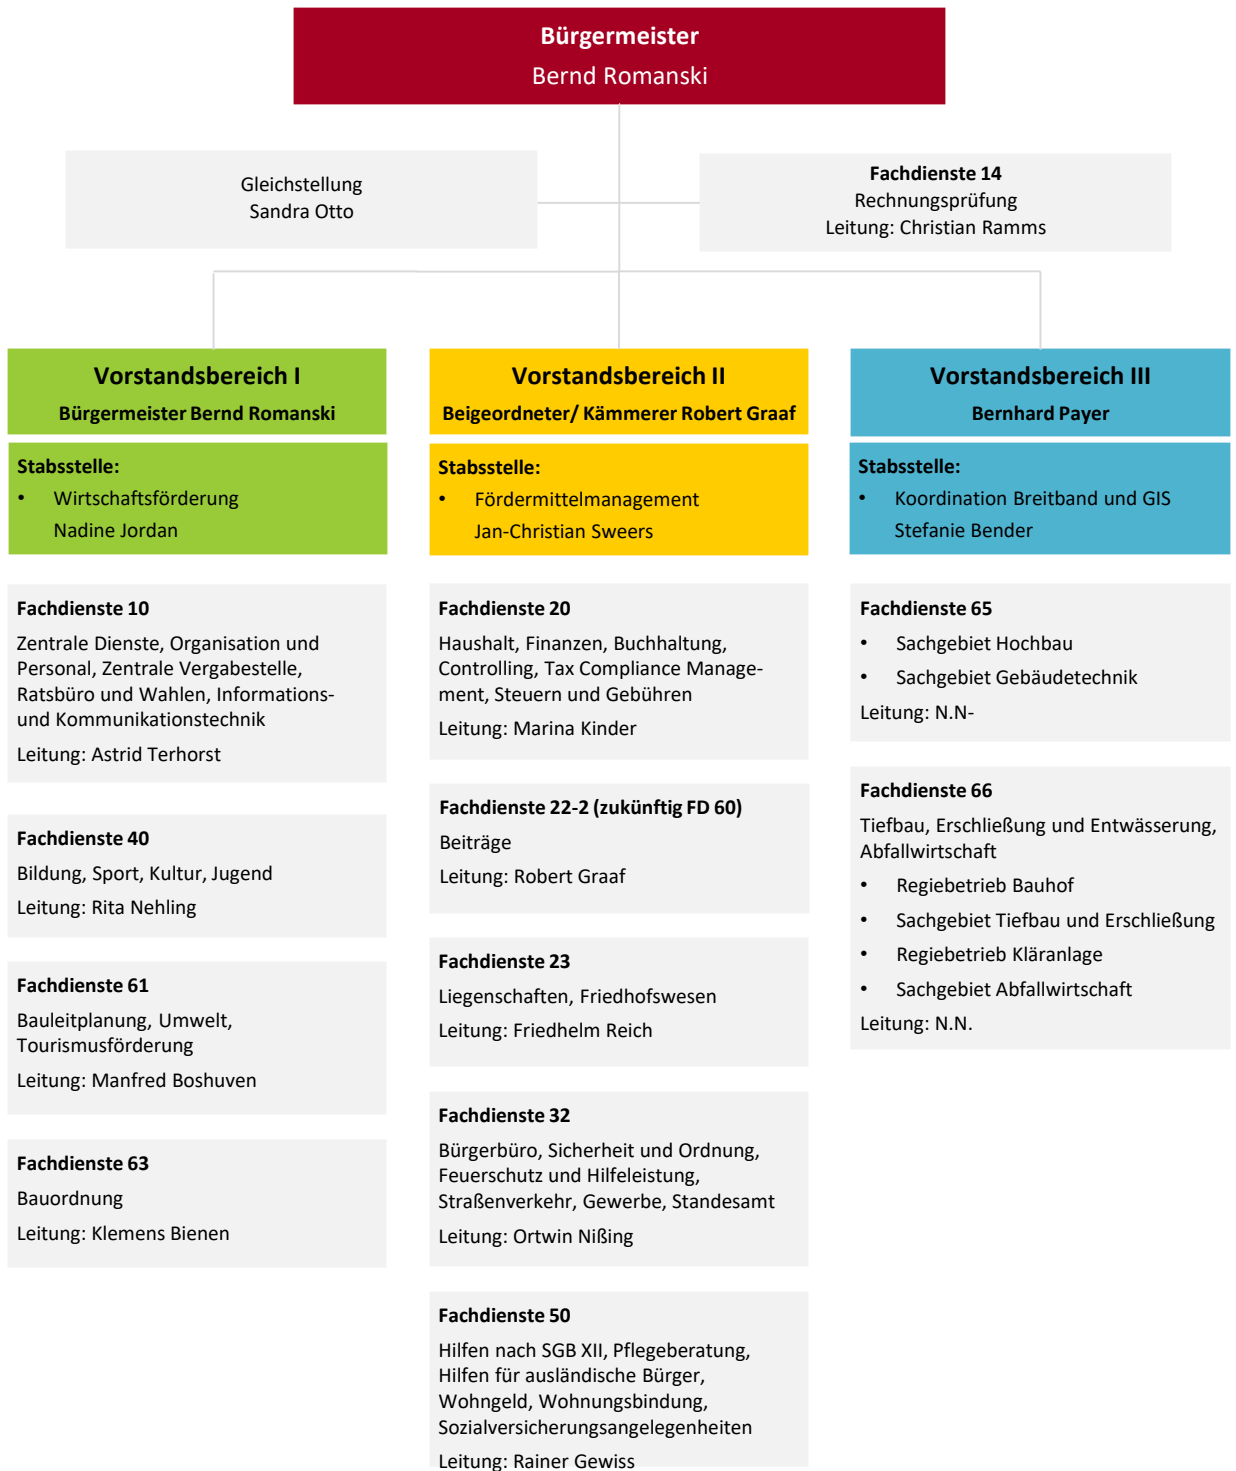 Bürgermeister
Bernd Romanski
Gleichstellung
Sandra Otto
Fachdienste 14
Rechnungsprüfung
Leitung: Christian Ramms
Vorstandsbereich I
Bürgermeister Bernd Romanski
Stabsstelle:
• Wirtschaftsförderung
Nadine Jordan
Fachdienste 10
Zentrale Dienste, Organisation und
Personal, Zentrale Vergabestelle,
Ratsbüro und Wahlen, Informations-
und Kommunikationstechnik
Leitung: Astrid Terhorst
Fachdienste 40
Bildung, Sport, Kultur, Jugend
Leitung: Rita Nehling
Fachdienste 61
Bauleitplanung, Umwelt,
Tourismusförderung
Leitung: Manfred Boshuven
Fachdienste 63
Bauordnung
Leitung: Klemens Bienen
Vorstandsbereich II
Beigeordneter/ Kämmerer Robert Graaf
Stabsstelle:
• Fördermittelmanagement
Jan-Christian Sweers
Fachdienste 20
Haushalt, Finanzen, Buchhaltung,
Controlling, Tax Compliance Manage-
ment, Steuern und Gebühren
Leitung: Marina Kinder
Fachdienste 22-2 (zukünftig FD 60)
Beiträge
Leitung: Robert Graaf
Fachdienste 23
Liegenschaften, Friedhofswesen
Leitung: Friedhelm Reich
Fachdienste 32
Bürgerbüro, Sicherheit und Ordnung,
Feuerschutz und Hilfeleistung,
Straßenverkehr, Gewerbe, Standesamt
Leitung: Ortwin Nißing
Fachdienste 50
Hilfen nach SGB XII, Pflegeberatung,
Hilfen für ausländische Bürger,
Wohngeld, Wohnungsbindung,
Sozialversicherungsangelegenheiten
Leitung: Rainer Gewiss
Vorstandsbereich III
Bernhard Payer
Stabsstelle:
• Koordination Breitband und GIS
Stefanie Bender
Fachdienste 65
• Sachgebiet Hochbau
• Sachgebiet Gebäudetechnik
Leitung: N.N-
Fachdienste 66
Tiefbau, Erschließung und Entwässerung,
Abfallwirtschaft
• Regiebetrieb Bauhof
• Sachgebiet Tiefbau und Erschließung
• Regiebetrieb Kläranlage
• Sachgebiet Abfallwirtschaft
Leitung: N.N.